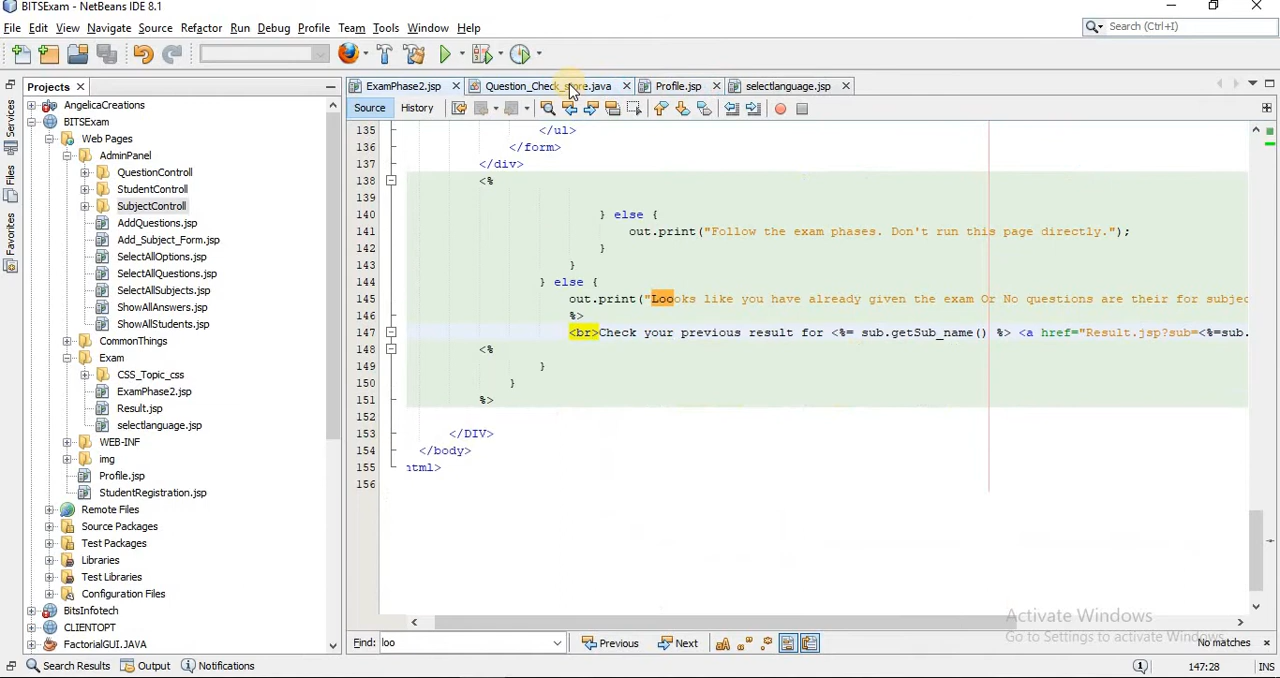 BITSExam - NetBeans IDE 8.1
File Edit View Navigate Source Refactor Run Debug Profile Team Tools Window Help
Search (Ctrl+I)
Projects
ExamPhase2.jsp
Question_Check_store.java
Profile.jsp
selectlanguage.jsp
Source History
Services
Files
Favorites
AngelicaCreations
BITSExam
Web Pages
AdminPanel
QuestionControll
StudentControll
SubjectControll
AddQuestions.jsp
Add_Subject_Form.jsp
SelectAllOptions.jsp
SelectAllQuestions.jsp
SelectAllSubjects.jsp
ShowAllAnswers.jsp
ShowAllStudents.jsp
CommonThings
Exam
CSS_Topic_css
ExamPhase2.jsp
Result.jsp
selectlanguage.jsp
WEB-INF
img
Profile.jsp
StudentRegistration.jsp
Remote Files
Source Packages
Test Packages
Libraries
Test Libraries
Configuration Files
BitsInfotech
CLIENTOPT
FactorialGUI.JAVA
135 </ul>
136 </form>
137 </div>
138 <%
139
140 } else {
141 out.print("Follow the exam phases. Don't run this page directly.");
142 }
143 }
144 } else {
145 out.print("Loooks like you have already given the exam Or No questions are their for subjec
146 %>
147 <br>Check your previous result for <%= sub.getSub_name() %> <a href="Result.jsp?sub=<%=sub.
148 <%
149 }
150 }
151 %>
152
153 </DIV>
154 </body>
155 html>
156
Activate Windows
Go to Settings to activate Windows.
Find: loo Previous Next No matches
Search Results Output Notifications 147:28 INS